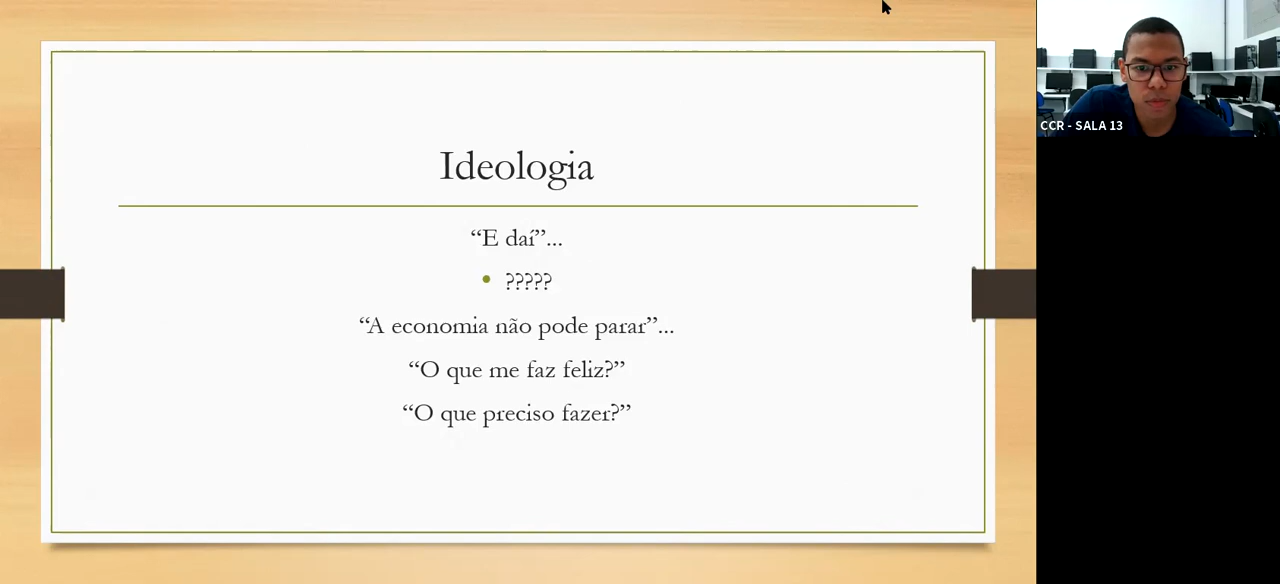 Ideologia
“E daí”...
• ?????
“A economia não pode parar”...
“O que me faz feliz?”
“O que preciso fazer?”
CCR - SALA 13